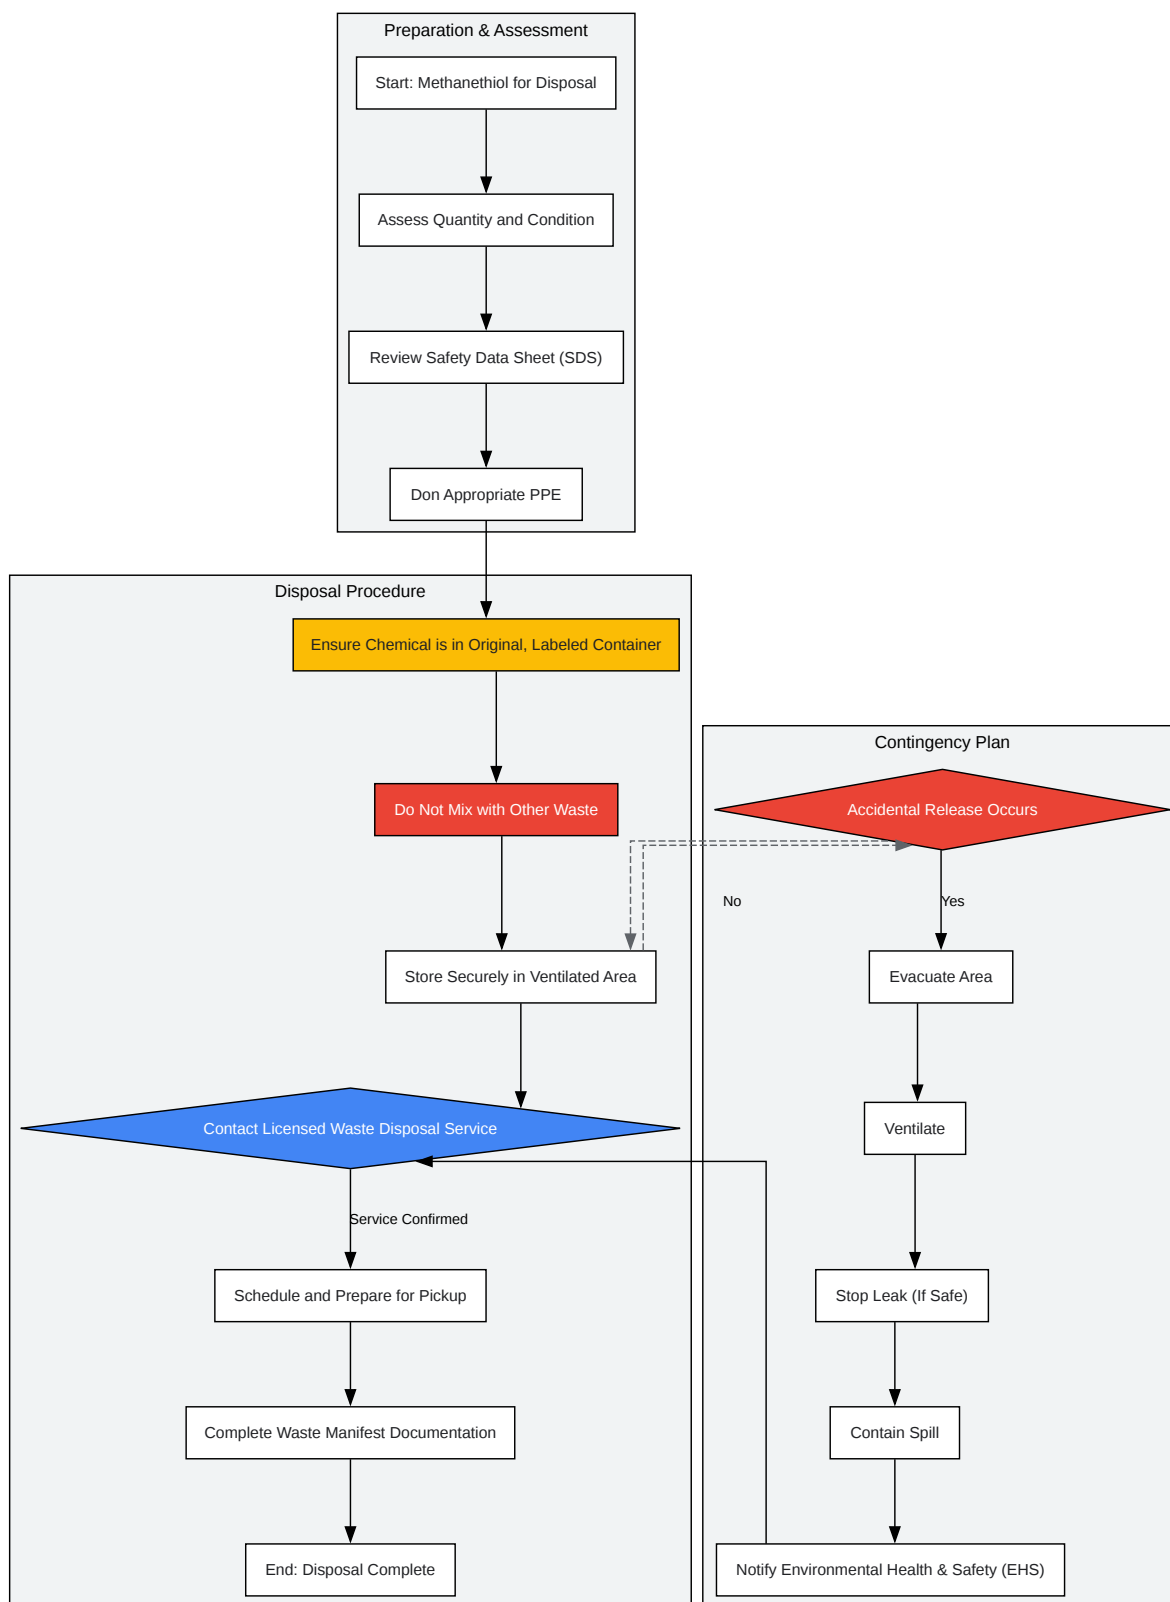 Preparation & Assessment
Start: Methanethiol for Disposal
Assess Quantity and Condition
Review Safety Data Sheet (SDS)
Don Appropriate PPE
Disposal Procedure
Ensure Chemical is in Original, Labeled Container
Do Not Mix with Other Waste
Store Securely in Ventilated Area
Contact Licensed Waste Disposal Service
Service Confirmed
Schedule and Prepare for Pickup
Complete Waste Manifest Documentation
End: Disposal Complete
Contingency Plan
Accidental Release Occurs
No
Yes
Evacuate Area
Ventilate
Stop Leak (If Safe)
Contain Spill
Notify Environmental Health & Safety (EHS)